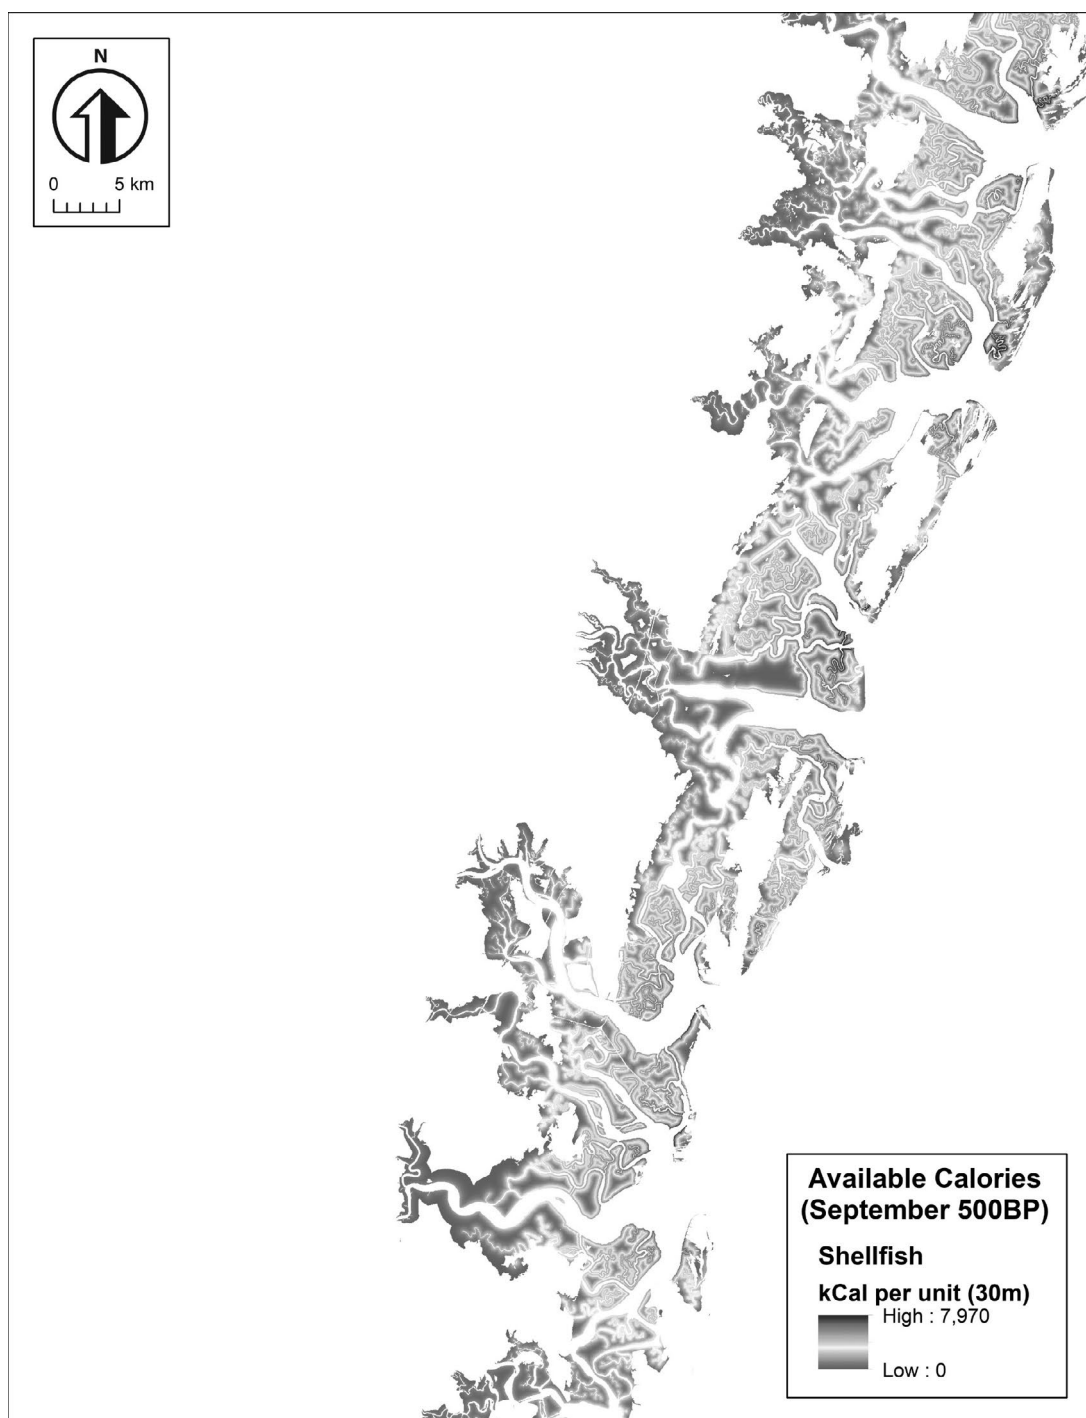 N
0 5 km
Available Calories
(September 500BP)
Shellfish
kCal per unit (30m)
High : 7,970
Low : 0